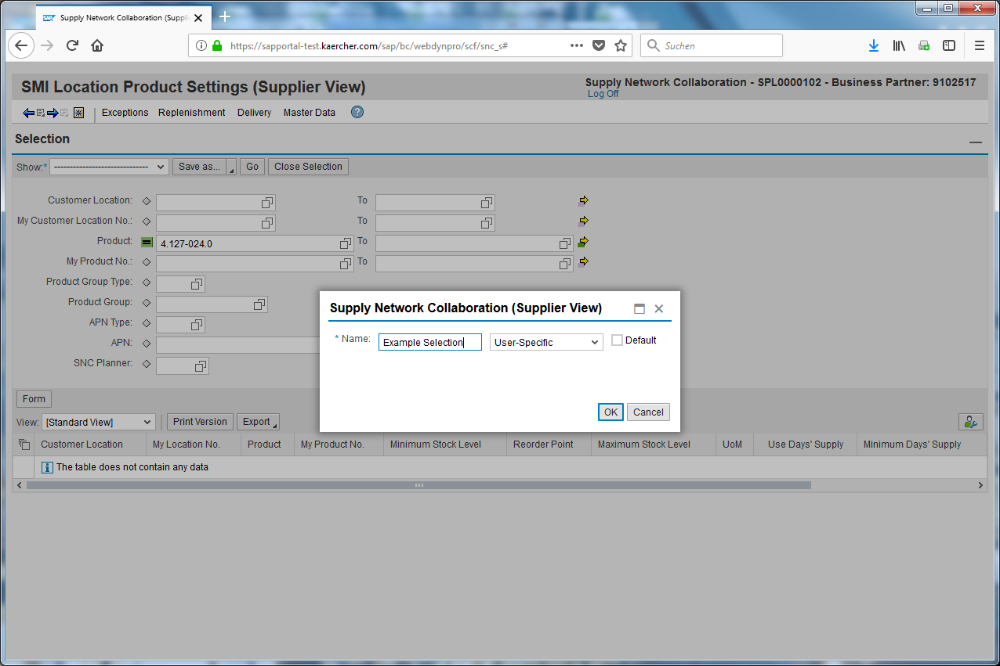 Supply Network Collaboration (Suppli
https://sapportal-test.kaercher.com/sap/bc/webdynpro/scf/snc_s#
Suchen
SMI Location Product Settings (Supplier View)
Supply Network Collaboration - SPL0000102 - Business Partner: 9102517
Log Off
Exceptions Replenishment Delivery Master Data
Selection
Show:* Save as... Go Close Selection
Customer Location: To
My Customer Location No.: To
Product: 4.127-024.0 To
My Product No.: To
Product Group Type:
Product Group:
APN Type:
APN:
SNC Planner:
Supply Network Collaboration (Supplier View)
* Name: Example Selection User-Specific Default
OK Cancel
Form
View: [Standard View] Print Version Export
Customer Location My Location No. Product My Product No. Minimum Stock Level Reorder Point Maximum Stock Level UoM Use Days' Supply Minimum Days' Supply
The table does not contain any data